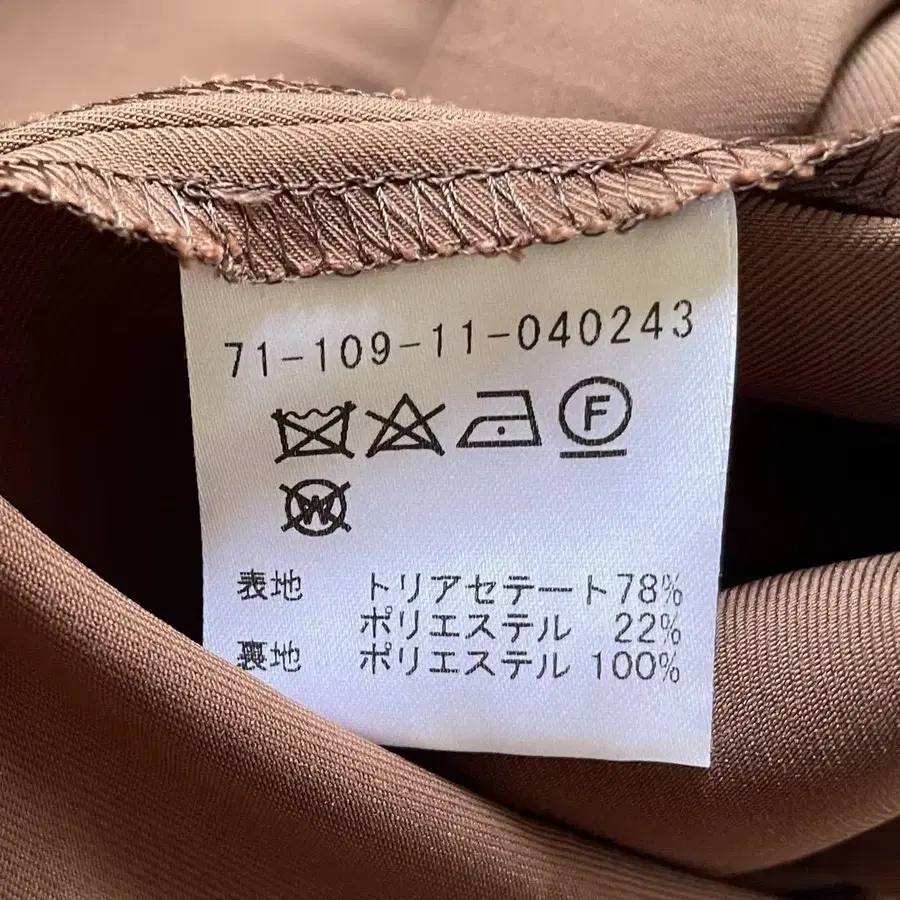 71-109-11-040243
F
W
表地 トリアセテート78%
ポリエステル 22%
裏地 ポリエステル 100%